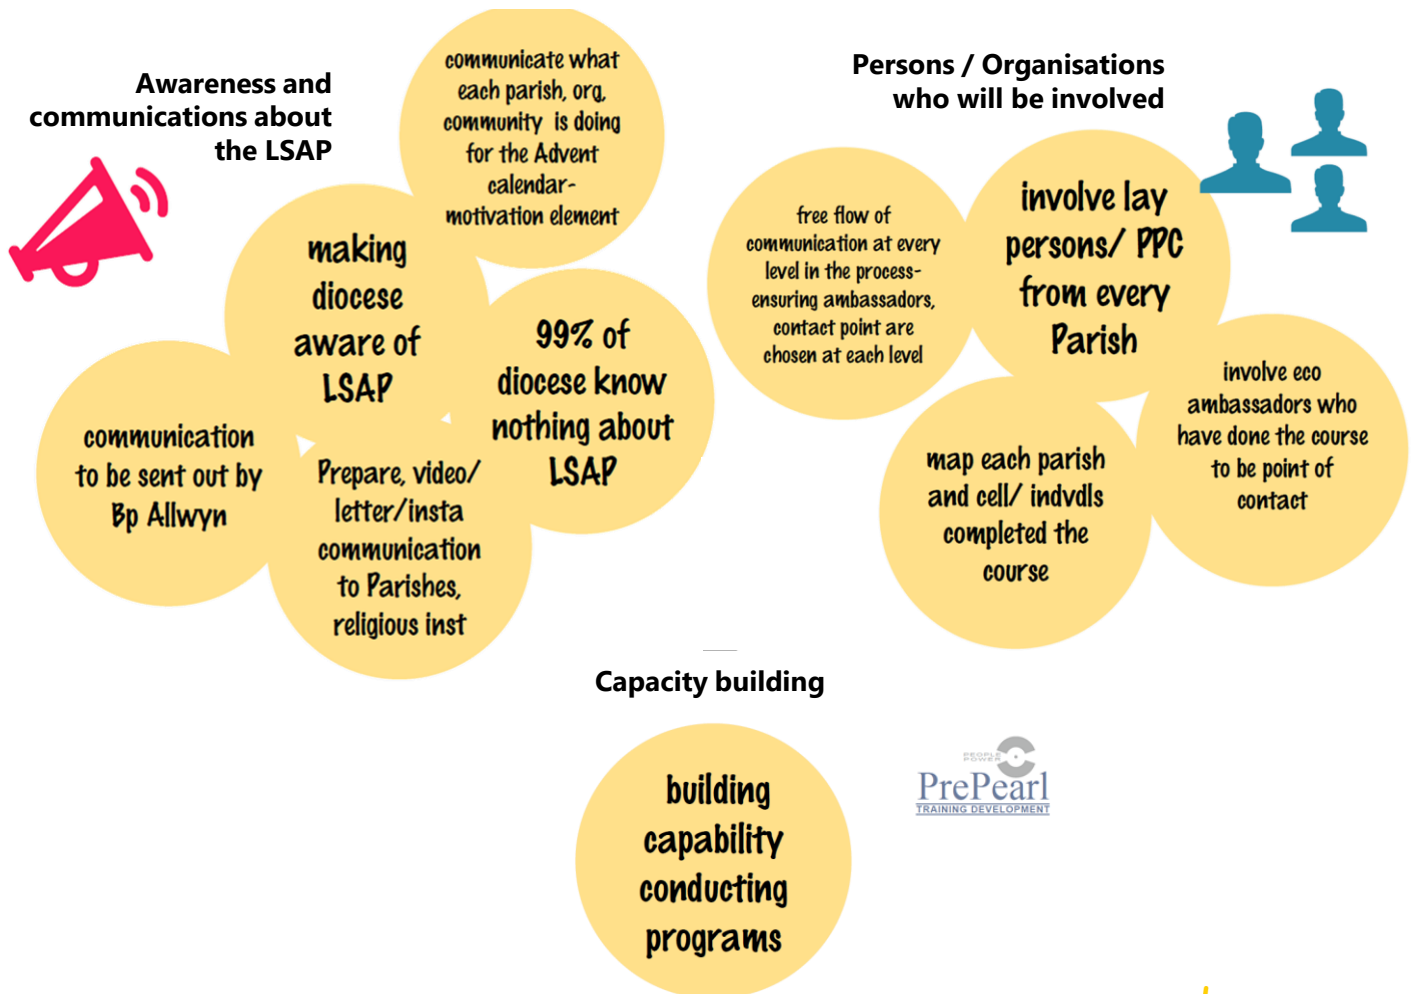 Awareness and
communications about
the LSAP
communicate what
each parish, org,
community is doing
for the Advent
calendar-
motivation element
making
diocese
aware of
LSAP
99% of
diocese know
nothing about
LSAP
communication
to be sent out by
Bp Allwyn
Prepare, video/
letter/insta
communication
to Parishes,
religious inst
Persons / Organisations
who will be involved
free flow of
communication at every
level in the process-
ensuring ambassadors,
contact point are
chosen at each level
involve lay
persons/ PPC
from every
Parish
involve eco
ambassadors who
have done the course
to be point of
contact
map each parish
and cell/ indvdls
completed the
course
Capacity building
building
capability
conducting
programs
PEOPLE
POWER
PrePearl
TRAINING DEVELOPMENT